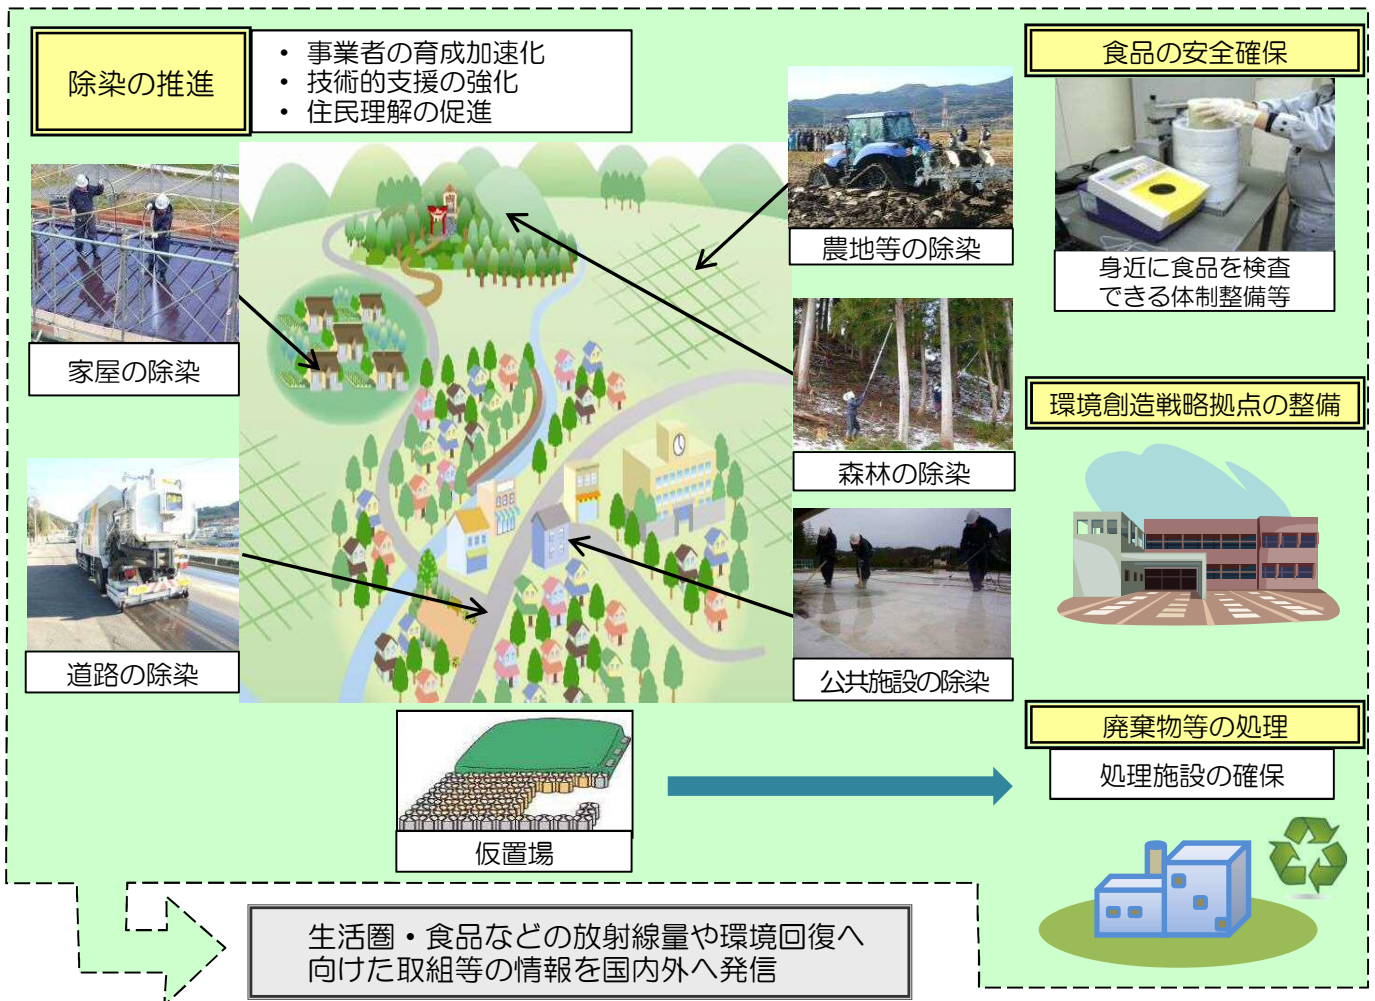 除染の推進
・ 事業者の育成加速化
・ 技術的支援の強化
・ 住民理解の促進
食品の安全確保
身近に食品を検査
できる体制整備等
農地等の除染
家屋の除染
環境創造戦略拠点の整備
森林の除染
道路の除染
公共施設の除染
廃棄物等の処理
処理施設の確保
仮置場
生活圏・食品などの放射線量や環境回復へ
向けた取組等の情報を国内外へ発信